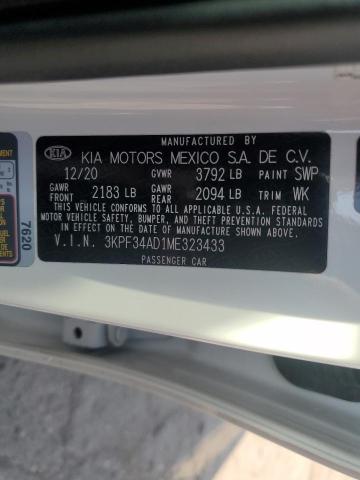 MANUFACTURED BY
KIA KIA MOTORS MEXICO S.A. DE C.V.
12/20 GVWR 3792 LB PAINT SWP
GAWR FRONT 2183 LB GAWR REAR 2094 LB TRIM WK
THIS VEHICLE CONFORMS TO ALL APPLICABLE U.S.A. FEDERAL
MOTOR VEHICLE SAFETY, BUMPER, AND THEFT PREVENTION STANDARDS
IN EFFECT ON THE DATE OF MANUFACTURE SHOWN ABOVE.
V.I.N. 3KPF34AD1ME323433
PASSENGER CAR
7620